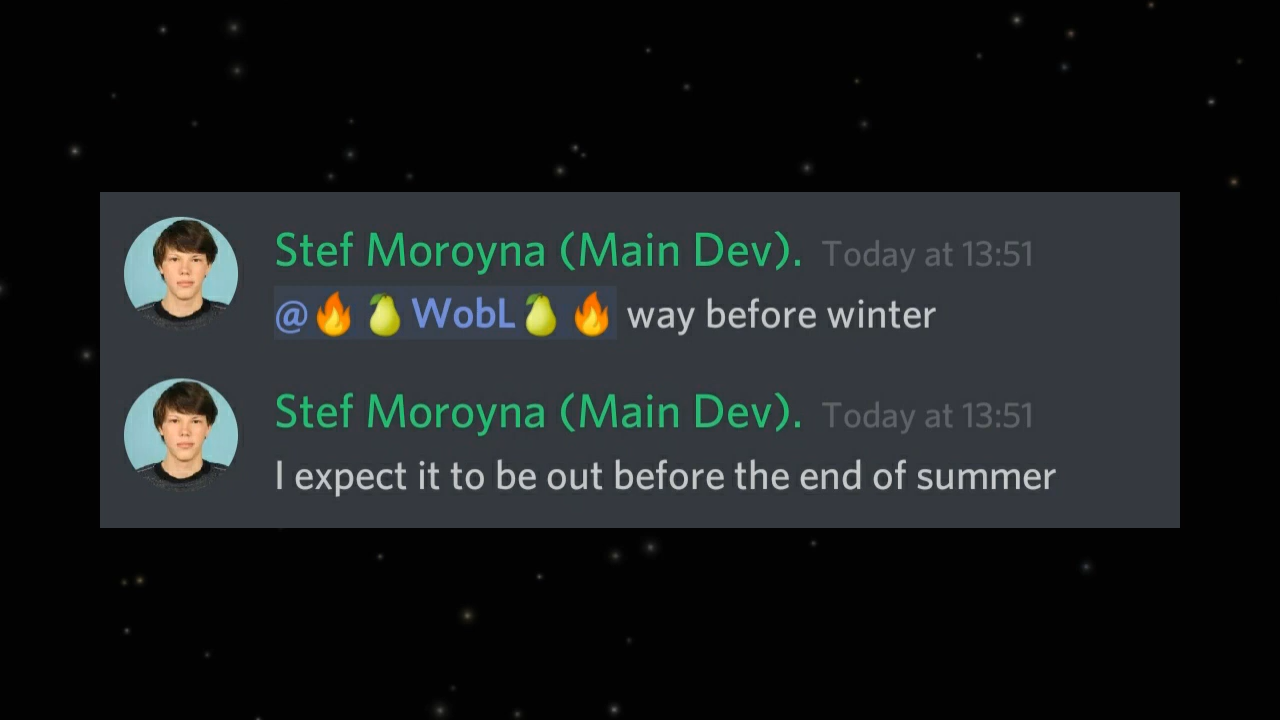 Stef Moroyna (Main Dev). Today at 13:51
@🔥🍐WobL🍐🔥 way before winter
Stef Moroyna (Main Dev). Today at 13:51
I expect it to be out before the end of summer